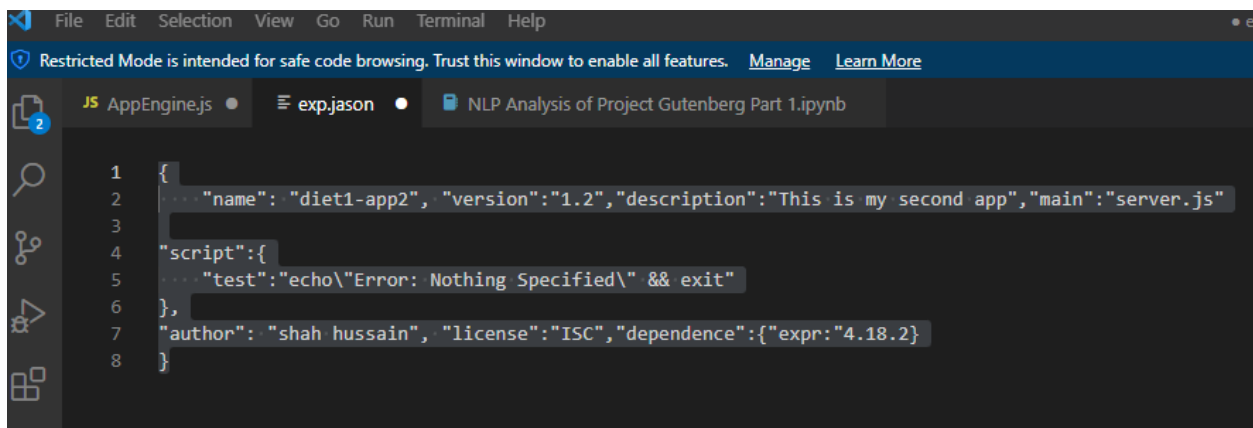 File Edit Selection View Go Run Terminal Help
Restricted Mode is intended for safe code browsing. Trust this window to enable all features. Manage Learn More
JS AppEngine.js exp.jason NLP Analysis of Project Gutenberg Part 1.ipynb
2
1 {
2 "name": "diet1-app2", "version":"1.2","description":"This is my second app","main":"server.js"
3
4 "script":{
5 "test":"echo\"Error: Nothing Specified\" && exit"
6 },
7 "author": "shah hussain", "license":"ISC","dependence":{"expr:"4.18.2}
8 }